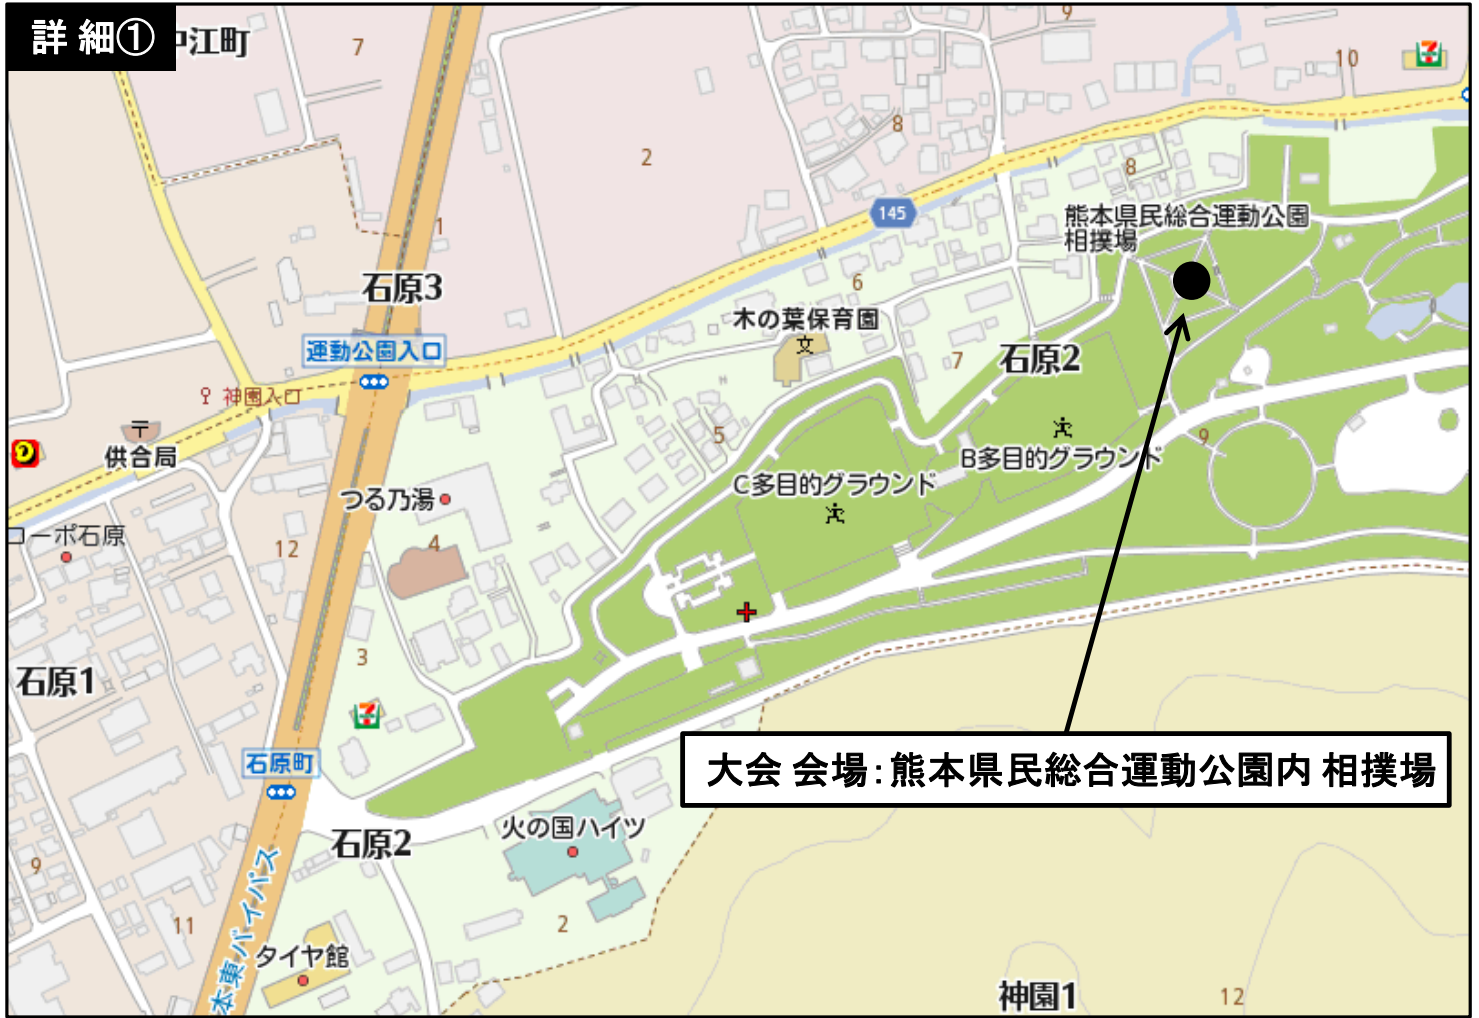 詳 細①
中江町
7
9
10
7
8
2
8
145
1
熊本県民総合運動公園
相撲場
石原3
6
木の葉保育園
文
運動公園入口
7
石原2
神園入口
〒
供合局
5
9
B多目的グラウンド
C多目的グラウンド
つる乃湯
コーポ石原
12
4
3
石原1
7
石原町
大会 会場:熊本県民総合運動公園内 相撲場
石原2
火の国ハイツ
9
11
2
本東バイパス
タイヤ館
神園1
12